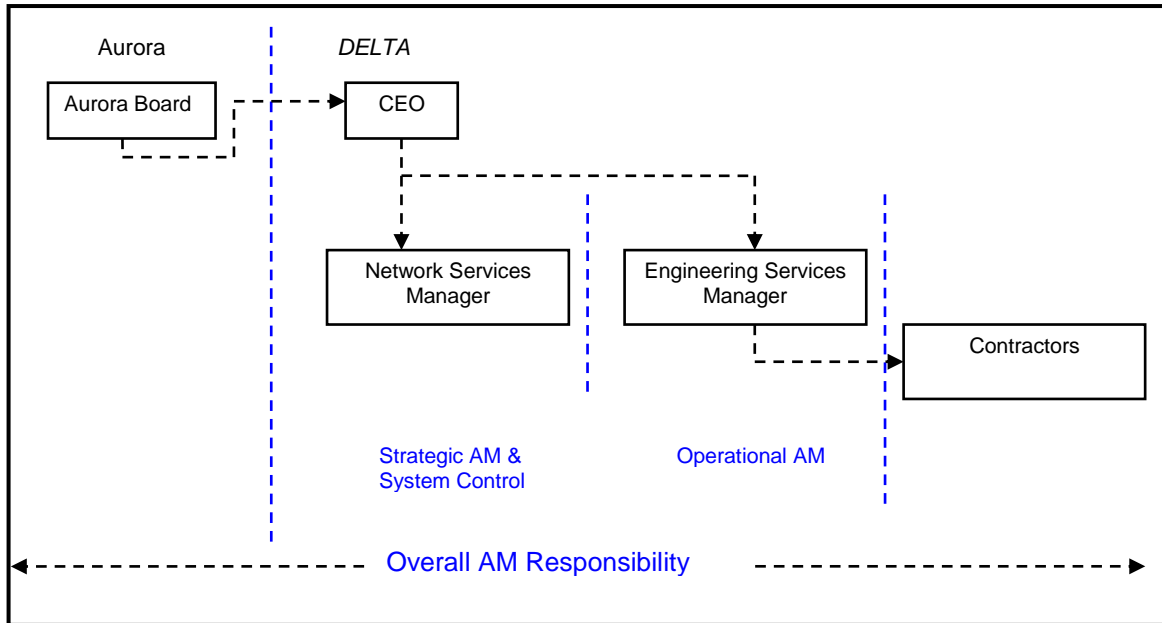 Aurora
DELTA
Aurora Board
CEO
Network Services
Manager
Engineering Services
Manager
Contractors
Strategic AM &
System Control
Operational AM
Overall AM Responsibility